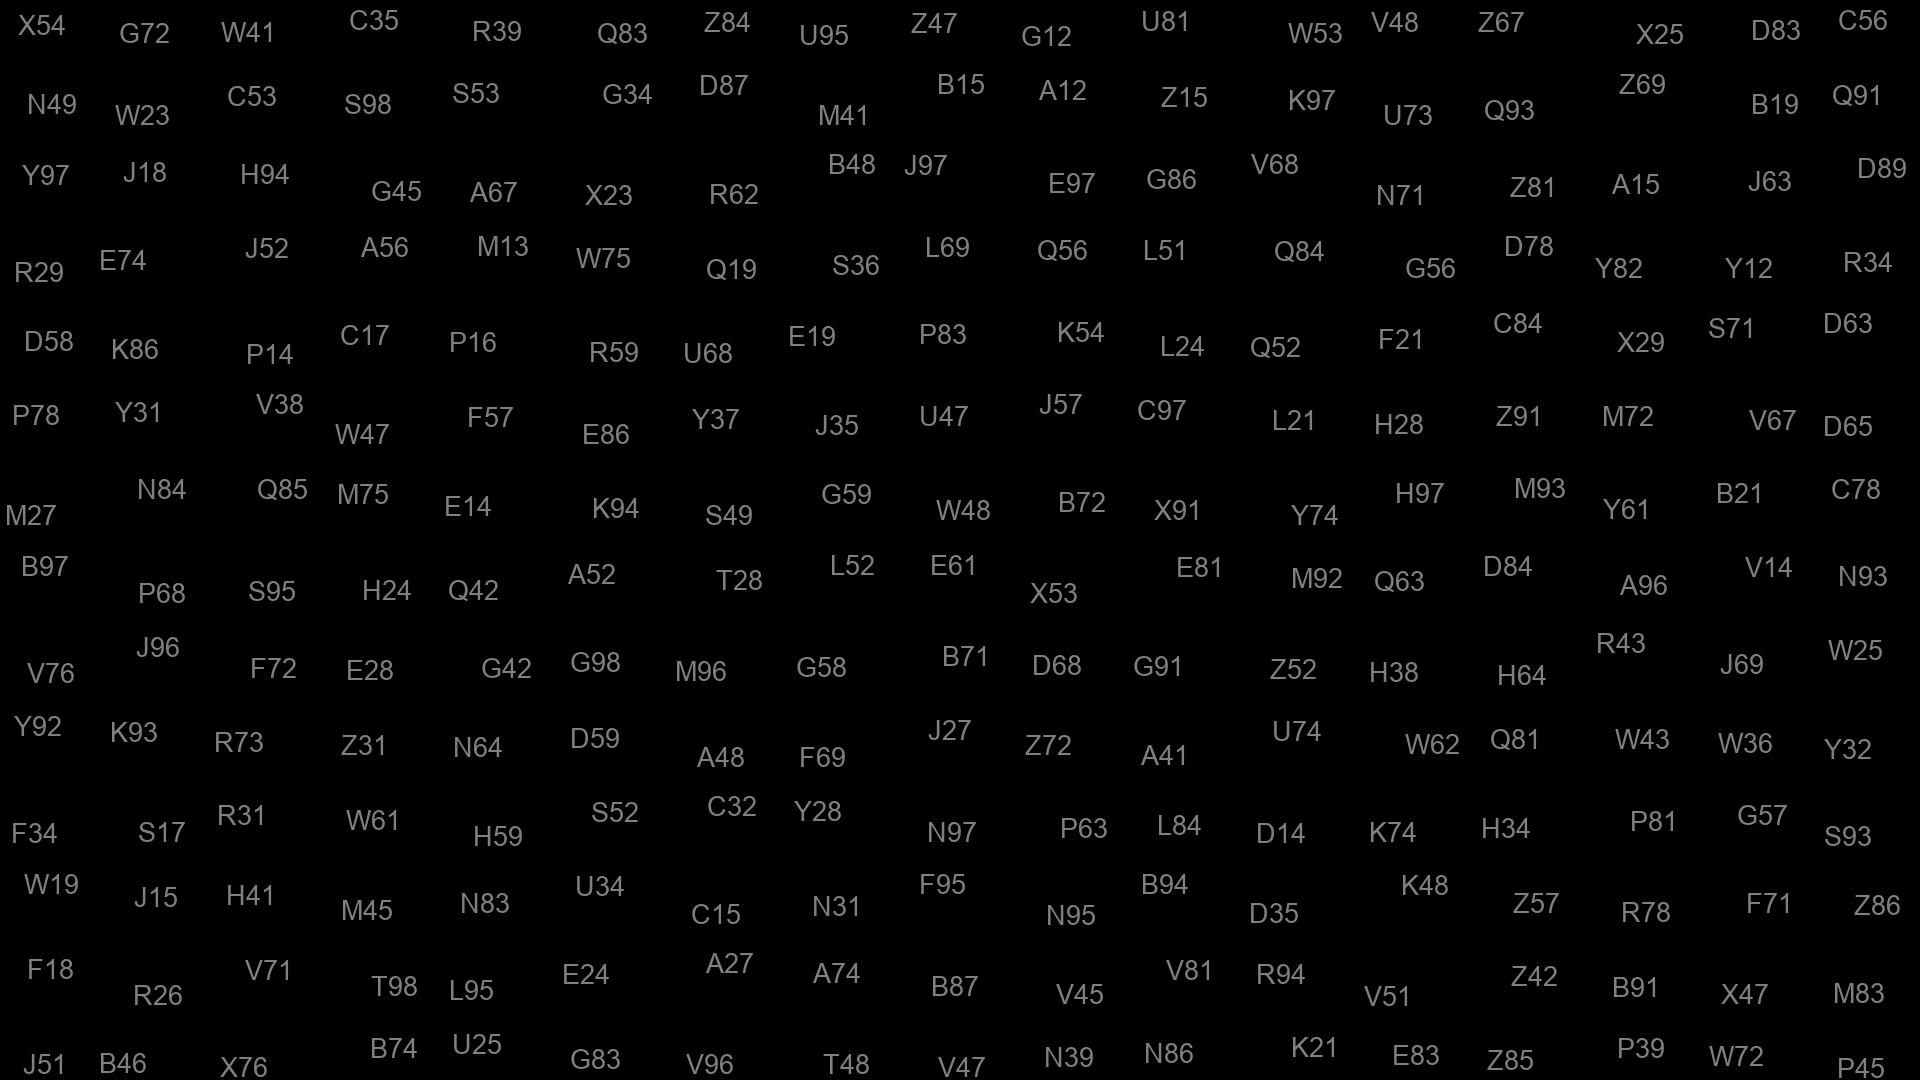 X54 G72 W41 C35 R39 Q83 Z84 U95 Z47 G12 U81 W53 V48 Z67 X25 D83 C56
N49 W23 C53 S98 S53 G34 D87 M41 B15 A12 Z15 K97 U73 Q93 Z69 B19 Q91
Y97 J18 H94 G45 A67 X23 R62 B48 J97 E97 G86 V68 N71 Z81 A15 J63 D89
R29 E74 J52 A56 M13 W75 Q19 S36 L69 Q56 L51 Q84 G56 D78 Y82 Y12 R34
D58 K86 P14 C17 P16 R59 U68 E19 P83 K54 L24 Q52 F21 C84 X29 S71 D63
P78 Y31 V38 W47 F57 E86 Y37 J35 U47 J57 C97 L21 H28 Z91 M72 V67 D65
M27 N84 Q85 M75 E14 K94 S49 G59 W48 B72 X91 Y74 H97 M93 Y61 B21 C78
B97 P68 S95 H24 Q42 A52 T28 L52 E61 X53 E81 M92 Q63 D84 A96 V14 N93
V76 J96 F72 E28 G42 G98 M96 G58 B71 D68 G91 Z52 H38 H64 R43 J69 W25
Y92 K93 R73 Z31 N64 D59 A48 F69 J27 Z72 A41 U74 W62 Q81 W43 W36 Y32
F34 S17 R31 W61 H59 S52 C32 Y28 N97 P63 L84 D14 K74 H34 P81 G57 S93
W19 J15 H41 M45 N83 U34 C15 N31 F95 N95 B94 D35 K48 Z57 R78 F71 Z86
F18 R26 V71 T98 L95 E24 A27 A74 B87 V45 V81 R94 V51 Z42 B91 X47 M83
J51 B46 X76 B74 U25 G83 V96 T48 V47 N39 N86 K21 E83 Z85 P39 W72 P45